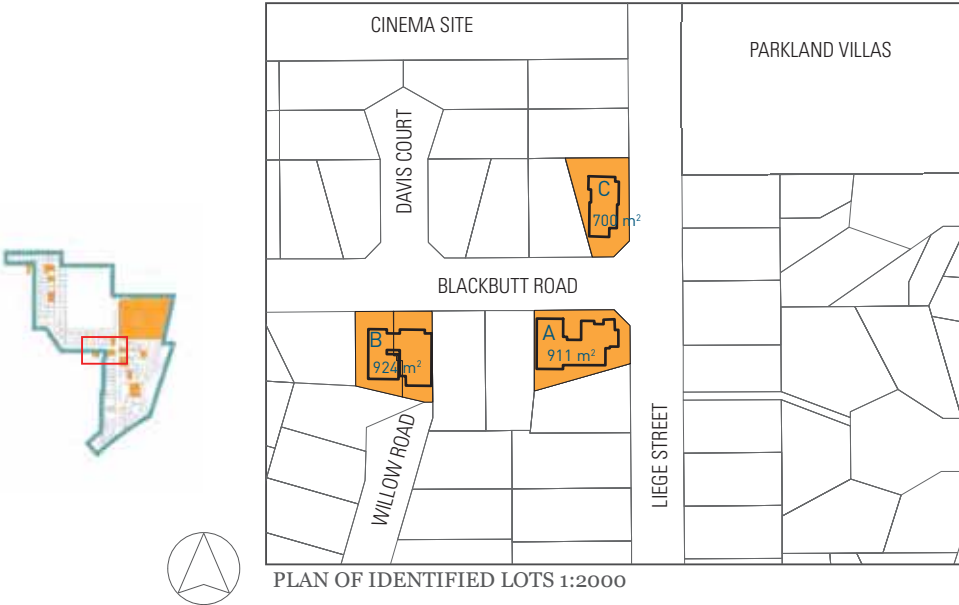 CINEMA SITE
PARKLAND VILLAS
DAVIS COURT
C
700 m²
BLACKBUTT ROAD
B
924 m²
A
911 m²
WILLOW ROAD
LIEGE STREET
PLAN OF IDENTIFIED LOTS 1:2000